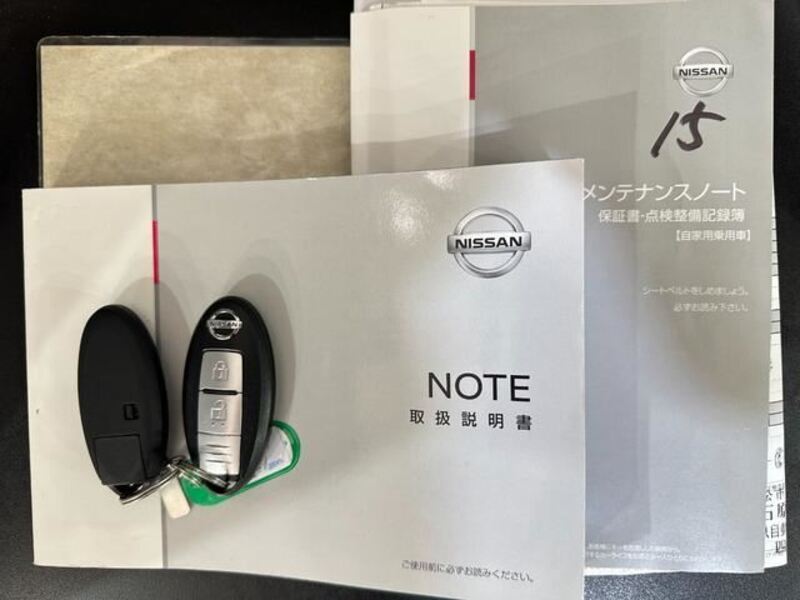 NISSAN
15
メンテナンスノート
保証書・点検整備記録簿
【自家用乗用車】
シートベルトをしめましょう。
必ずお読み下さい。
NISSAN
NOTE
取扱説明書
ご使用前に必ずお読みください。
NISSAN